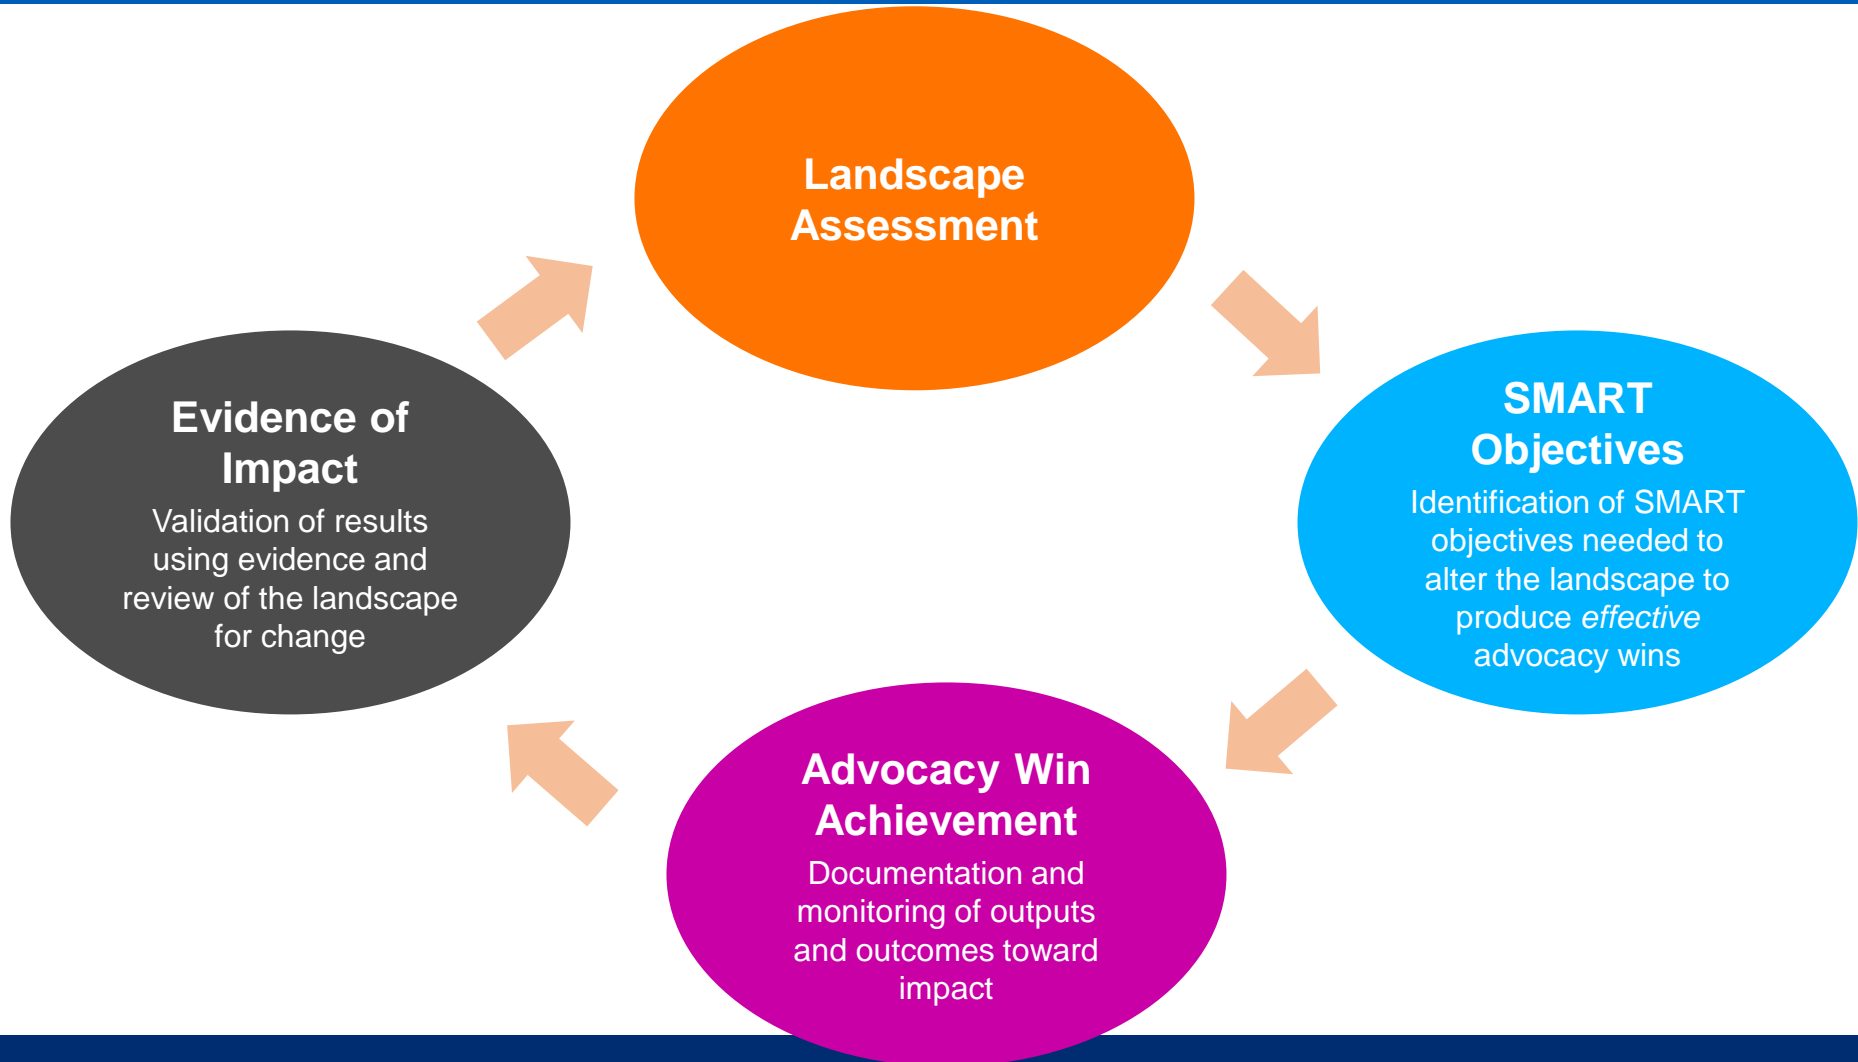 Landscape
Assessment
SMART
Objectives
Identification of SMART
objectives needed to
alter the landscape to
produce effective
advocacy wins
Advocacy Win
Achievement
Documentation and
monitoring of outputs
and outcomes toward
impact
Evidence of
Impact
Validation of results
using evidence and
review of the landscape
for change